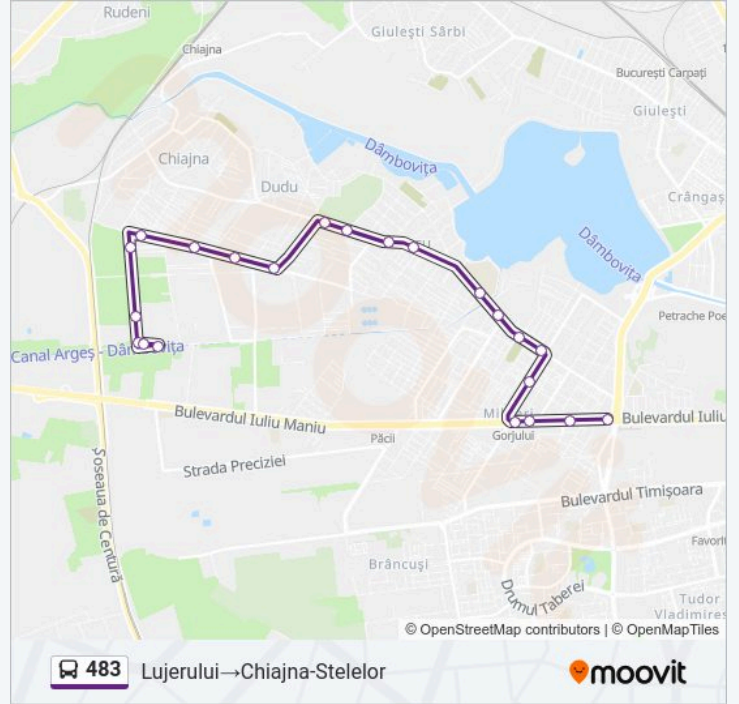 Rudeni
Giulești Sârbi
Chiajna
București Carpați
Giulești
Dâmbovița
Chiajna
Dudu
Crângaș
Dâmbovița
Petrache Poe
Canal Argeș - Dâmbovița
Bulevardul Iuliu Maniu
Bulevardul Iuliu
Păcii
Gorjului
Strada Preciziei
Șoseaua de Centură
Bulevardul Timișoara
Brâncuși
Favorit
Drumul Taberei
Tudor
Vladimires
© OpenStreetMap contributors | © OpenMapTiles
483 Lujerului→Chiajna-Stelelor
moovit